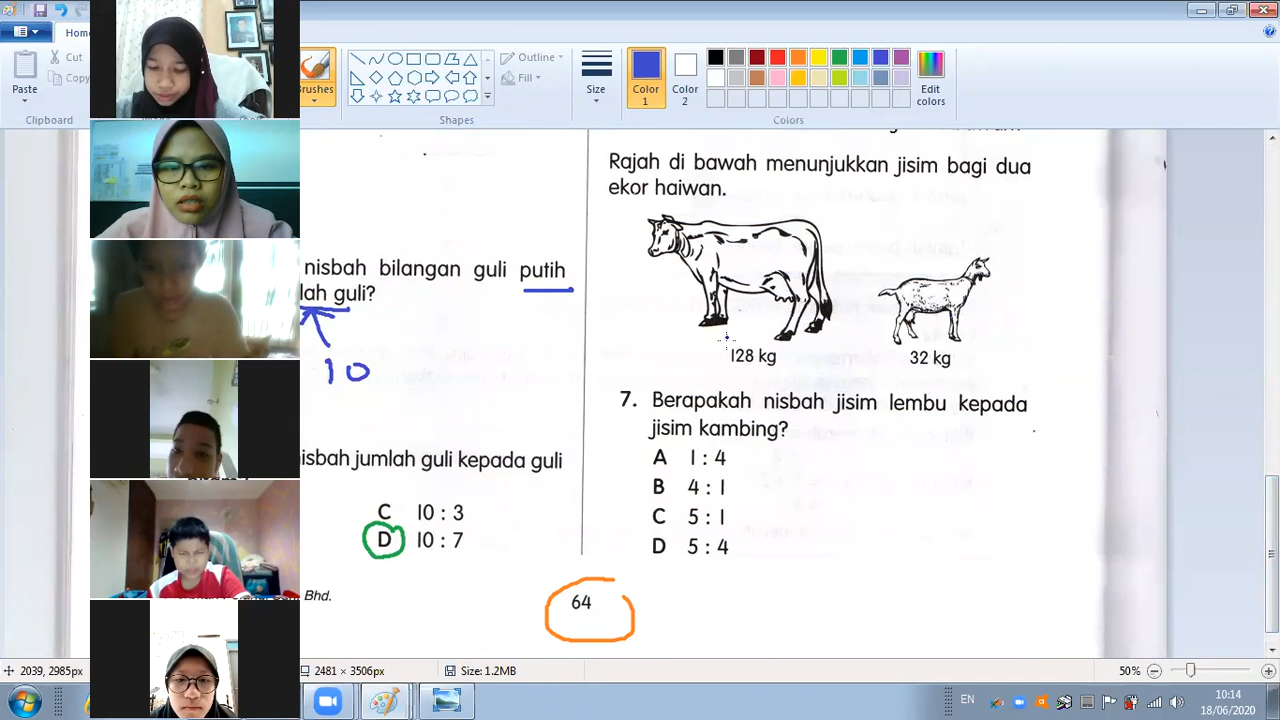 Home
Cut
Copy
Paste
Clipboard
Brushes
Shapes
Outline
Fill
Size
Color 1
Color 2
Edit colors
Colors
nisbah bilangan guli putih
lah guli?
10
nisbah jumlah guli kepada guli
C 10 : 3
D 10 : 7
Bhd.
64
Rajah di bawah menunjukkan jisim bagi dua
ekor haiwan.
128 kg
32 kg
7. Berapakah nisbah jisim lembu kepada
jisim kambing?
A 1 : 4
B 4 : 1
C 5 : 1
D 5 : 4
2039, 2985px
2481 × 3506px
Size: 1.2MB
50%
EN
10:14
18/06/2020